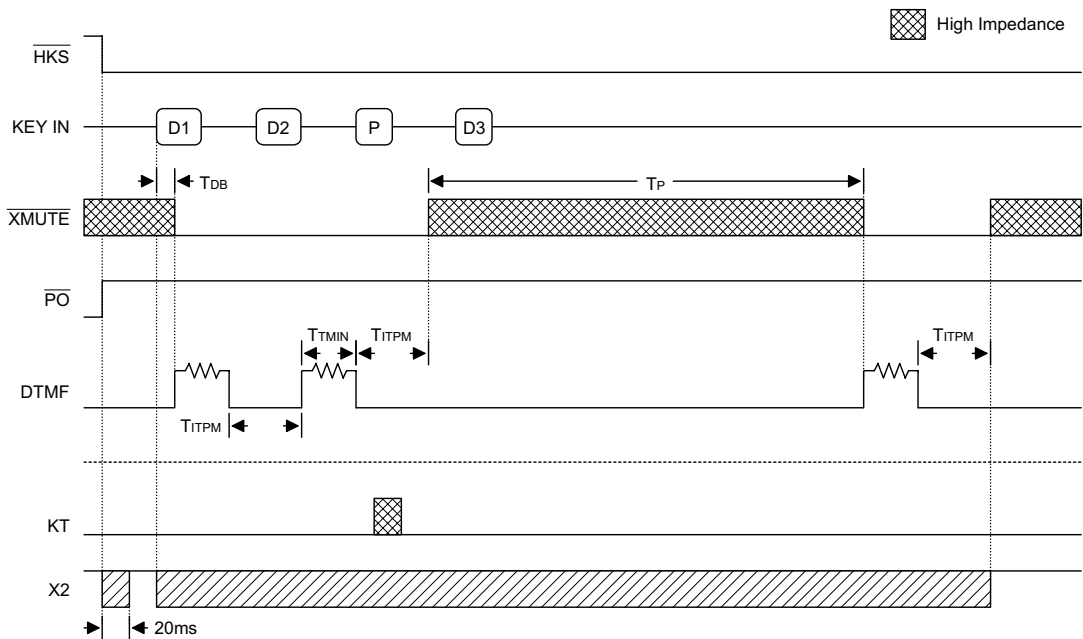 High Impedance
HKS
KEY IN
D1
D2
P
D3
TDB
TP
XMUTE
PO
TTMIN
TITPM
TITPM
DTMF
TITPM
KT
X2
20ms